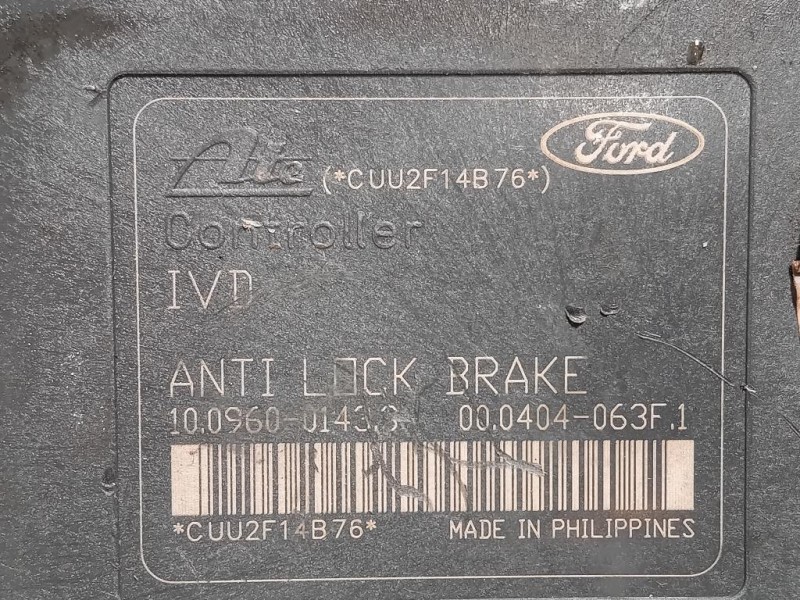 Ate (*CUU2F14B76*) Ford
Controller
IVD
ANTI LOCK BRAKE
10.0960-0143.3 00.0404-063F.1
*CUU2F14B76* MADE IN PHILIPPINES